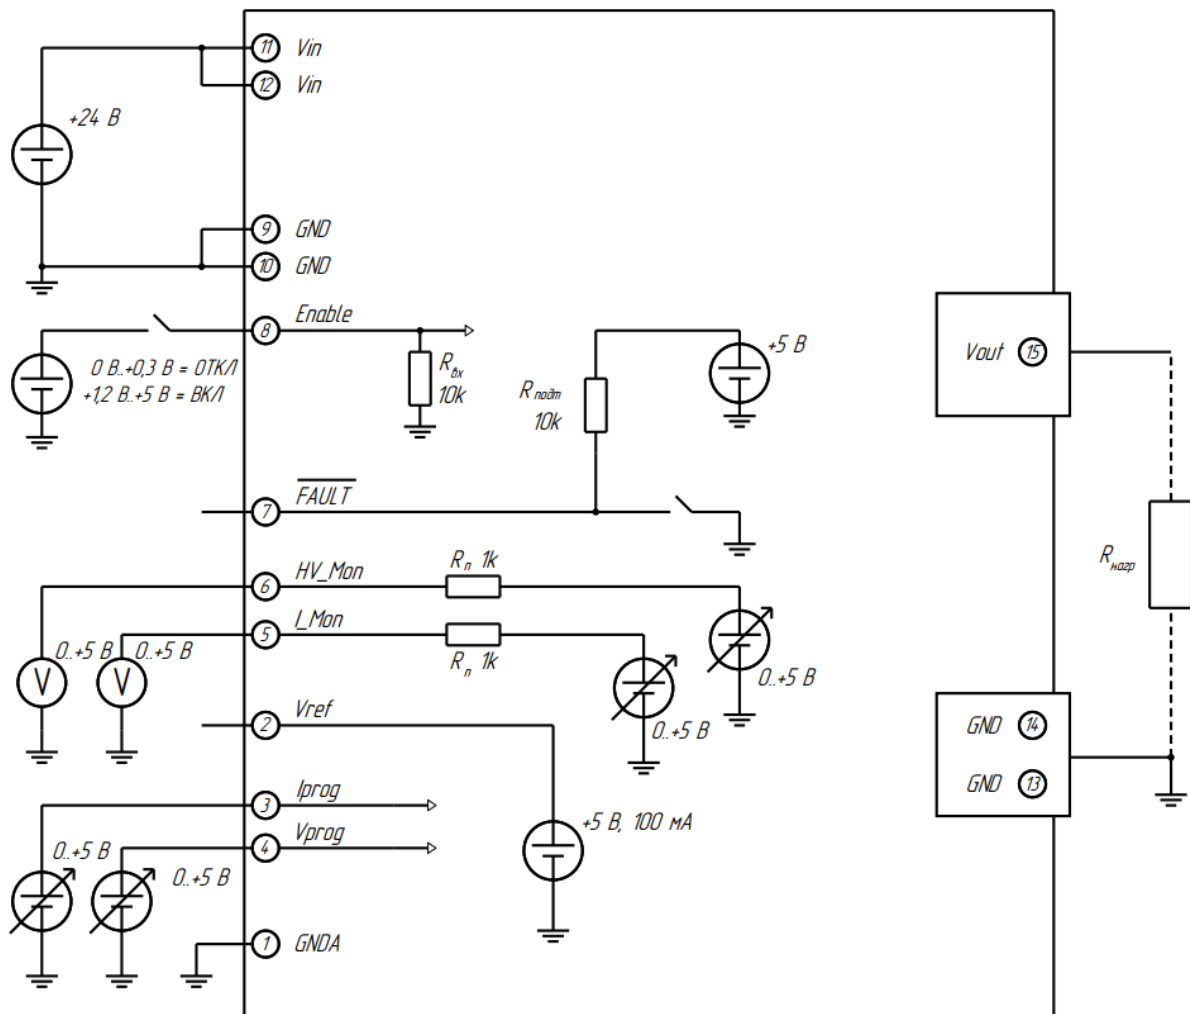 11 Vin
12 Vin
+24 В
9 GND
10 GND
8 Enable
0 В..+0,3 В = ОТКЛ
+1,2 В..+5 В = ВКЛ
Rвх
10k
Rподт
10k
+5 В
Vout 15
7 FAULT
Rнагр
6 HV_Mon
Rп 1k
5 I_Mon
Rп 1k
0..+5 В
0..+5 В
V
V
0..+5 В
0..+5 В
2 Vref
GND 14
GND 13
3 Iprog
4 Vprog
+5 В, 100 мА
0..+5 В
0..+5 В
1 GNDA